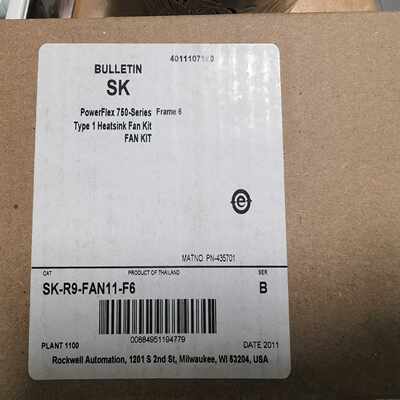 4011107180
BULLETIN
SK
PowerFlex 750-Series Frame 6
Type 1 Heatsink Fan Kit
FAN KIT
e
MATNO PN-435701
CAT PRODUCT OF THAILAND SER
SK-R9-FAN11-F6 B
00884951194779
PLANT 1100 DATE 2011
Rockwell Automation, 1201 S 2nd St, Milwaukee, WI 53204, USA